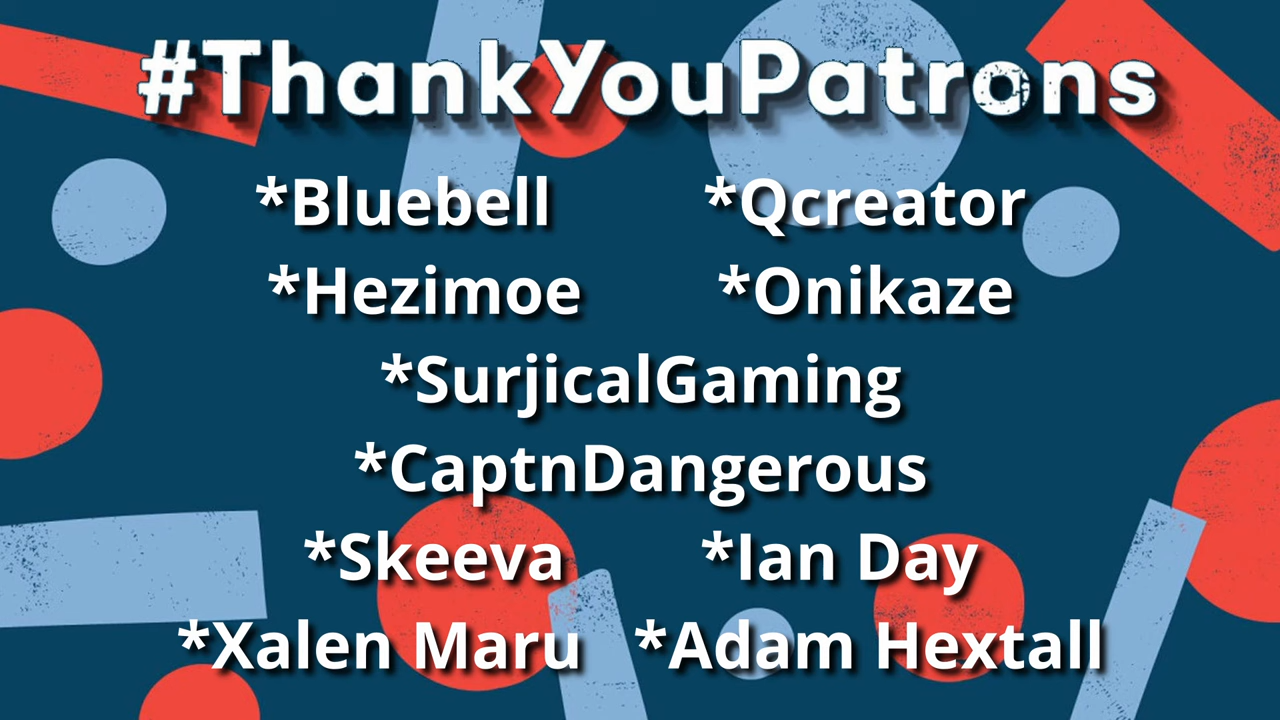 #ThankYouPatrons
*Bluebell *Qcreator
*Hezimoe *Onikaze
*SurjicalGaming
*CaptnDangerous
*Skeeva *Ian Day
*Xalen Maru *Adam Hextall